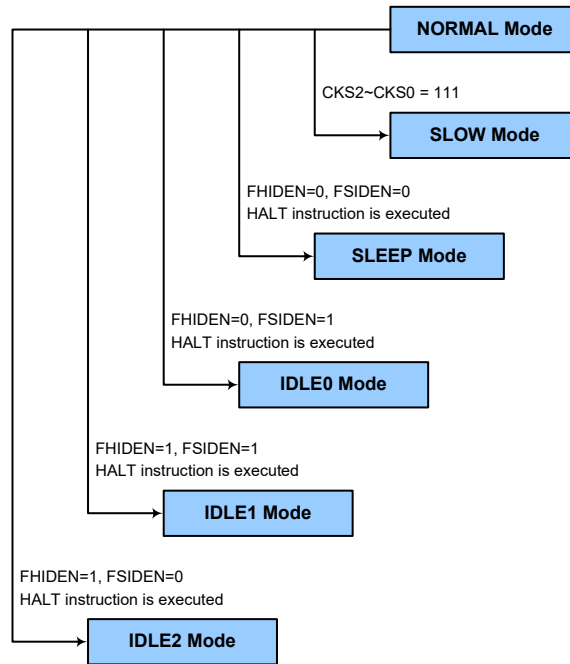 NORMAL Mode
CKS2~CKS0 = 111
SLOW Mode
FHIDEN=0, FSIDEN=0
HALT instruction is executed
SLEEP Mode
FHIDEN=0, FSIDEN=1
HALT instruction is executed
IDLE0 Mode
FHIDEN=1, FSIDEN=1
HALT instruction is executed
IDLE1 Mode
FHIDEN=1, FSIDEN=0
HALT instruction is executed
IDLE2 Mode